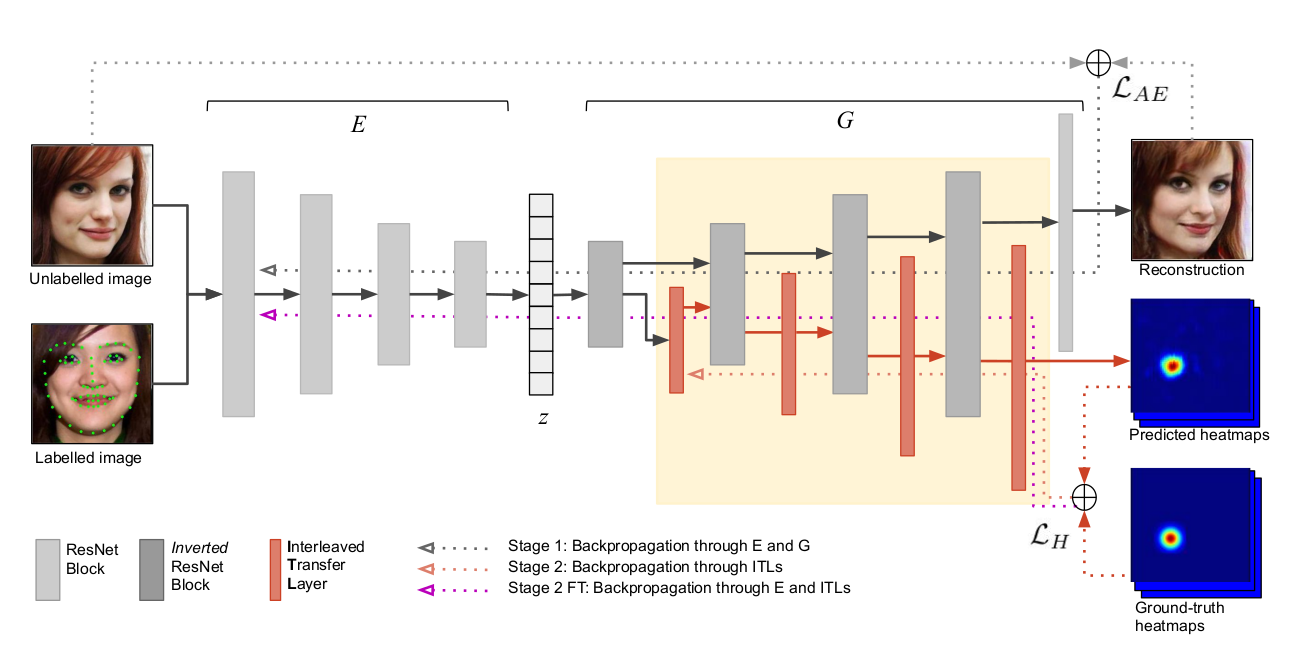 ℒ_AE
E
G
Unlabelled image
Reconstruction
z
Labelled image
Predicted heatmaps
ℒ_H
ResNet
Block
Inverted
ResNet
Block
Interleaved
Transfer
Layer
Stage 1: Backpropagation through E and G
Stage 2: Backpropagation through ITLs
Stage 2 FT: Backpropagation through E and ITLs
Ground-truth
heatmaps